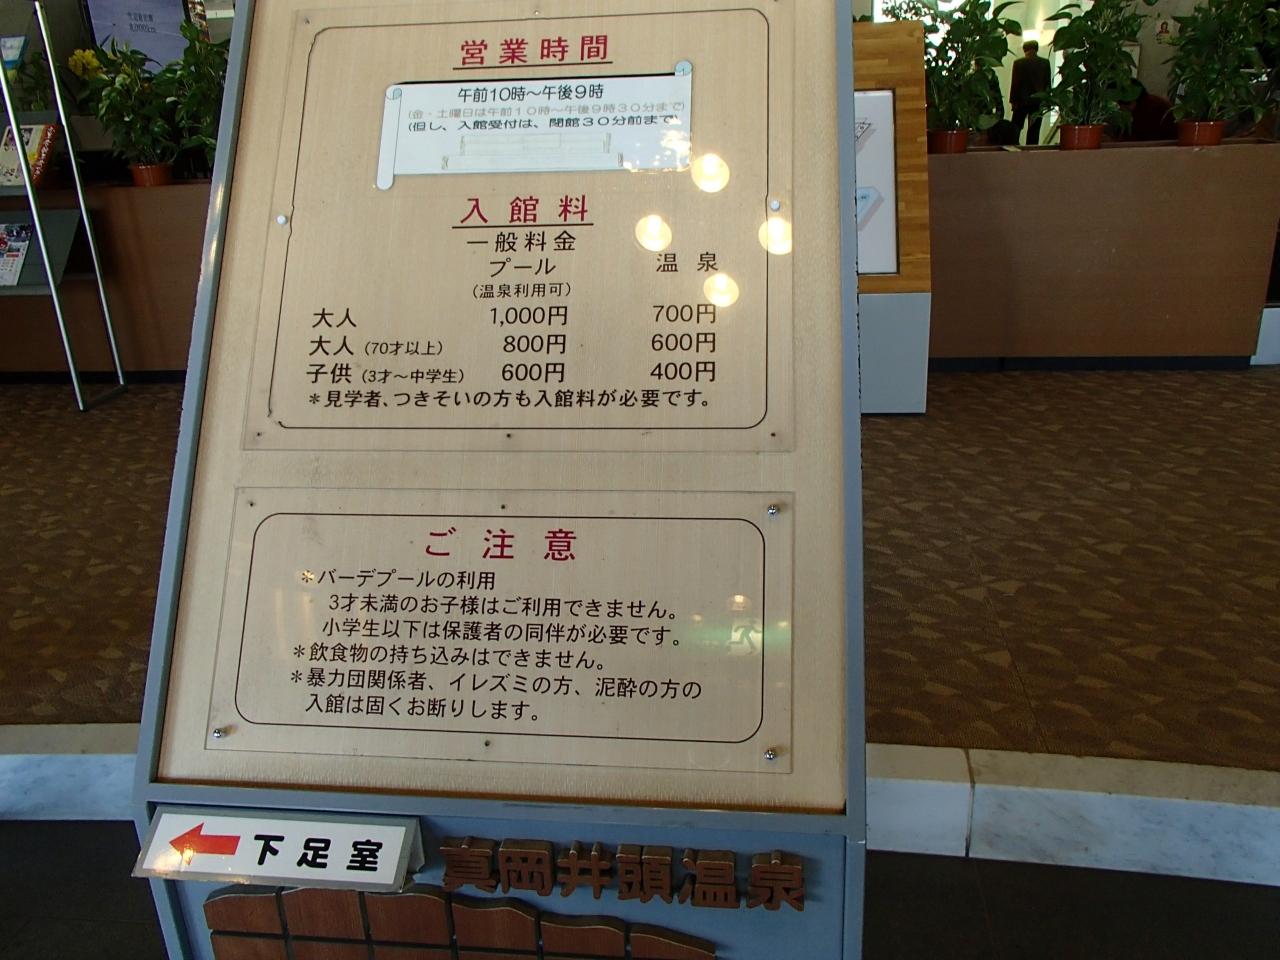 営業時間
午前10時～午後9時
(金・土曜日は午前10時～午後9時30分まで)
(但し、入館受付は、閉館30分前まで)
入館料
一般料金
プール 温泉
(温泉利用可)
大人 1,000円 700円
大人 (70才以上) 800円 600円
子供 (3才～中学生) 600円 400円
＊見学者、つきそいの方も入館料が必要です。
ご注意
＊バーデプールの利用
3才未満のお子様はご利用できません。
小学生以下は保護者の同伴が必要です。
＊飲食物の持ち込みはできません。
＊暴力団関係者、イレズミの方、泥酔の方の
入館は固くお断りします。
下足室
真岡井頭温泉